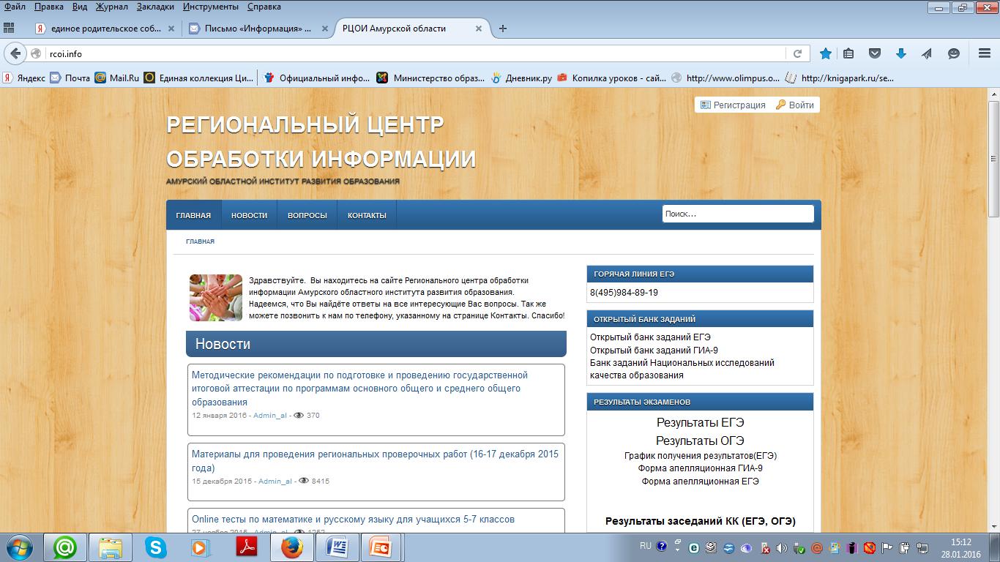 Файл Правка Вид Журнал Закладки Инструменты Справка
единое родительское соб...
Письмо «Информация» ...
РЦОИ Амурской области
rcoi.info
Яндекс Почта Mail.Ru Единая коллекция Ци... Официальный инфо... Министерство образ... Дневник.ру Копилка уроков - сай... http://www.olimpus.o... http://knigapark.ru/se...
Регистрация Войти
РЕГИОНАЛЬНЫЙ ЦЕНТР
ОБРАБОТКИ ИНФОРМАЦИИ
АМУРСКИЙ ОБЛАСТНОЙ ИНСТИТУТ РАЗВИТИЯ ОБРАЗОВАНИЯ
ГЛАВНАЯ НОВОСТИ ВОПРОСЫ КОНТАКТЫ
Поиск...
ГЛАВНАЯ
Здравствуйте. Вы находитесь на сайте Регионального центра обработки
информации Амурского областного института развития образования.
Надеемся, что Вы найдёте ответы на все интересующие Вас вопросы. Так же
можете позвонить к нам по телефону, указанному на странице Контакты. Спасибо!
Новости
Методические рекомендации по подготовке и проведению государственной
итоговой аттестации по программам основного общего и среднего общего
образования
12 января 2016 - Admin_al - 370
Материалы для проведения региональных проверочных работ (16-17 декабря 2015
года)
15 декабря 2015 - Admin_al - 8415
Online тесты по математике и русскому языку для учащихся 5-7 классов
27 ноября 2015 - Admin_al - 1262
ГОРЯЧАЯ ЛИНИЯ ЕГЭ
8(495)984-89-19
ОТКРЫТЫЙ БАНК ЗАДАНИЙ
Открытый банк заданий ЕГЭ
Открытый банк заданий ГИА-9
Банк заданий Национальных исследований
качества образования
РЕЗУЛЬТАТЫ ЭКЗАМЕНОВ
Результаты ЕГЭ
Результаты ОГЭ
График получения результатов(ЕГЭ)
Форма апелляционная ГИА-9
Форма апелляционная ЕГЭ
Результаты заседаний КК (ЕГЭ, ОГЭ)
RU
15:12
28.01.2016